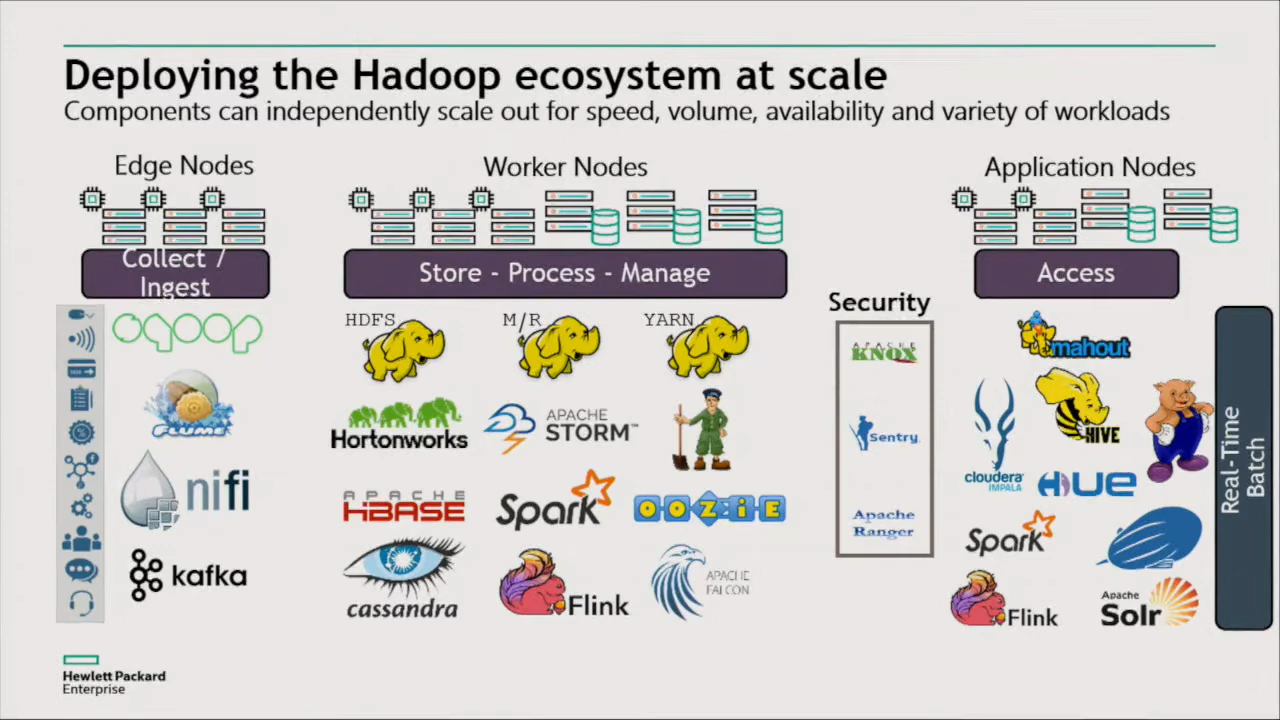 Deploying the Hadoop ecosystem at scale
Components can independently scale out for speed, volume, availability and variety of workloads
Edge Nodes
Worker Nodes
Application Nodes
Collect /
Ingest
Store - Process - Manage
Access
sqoop
FLUME
nifi
kafka
HDFS
M/R
YARN
Hortonworks
APACHE
STORM™
APACHE
HBASE
Spark
OOZIE
cassandra
Flink
APACHE
FALCON
Security
APACHE
KNOX
Sentry
Apache
Ranger
mahout
HIVE
cloudera
IMPALA
HUE
Spark
Flink
Apache
Solr
Real-Time
Batch
Hewlett Packard
Enterprise